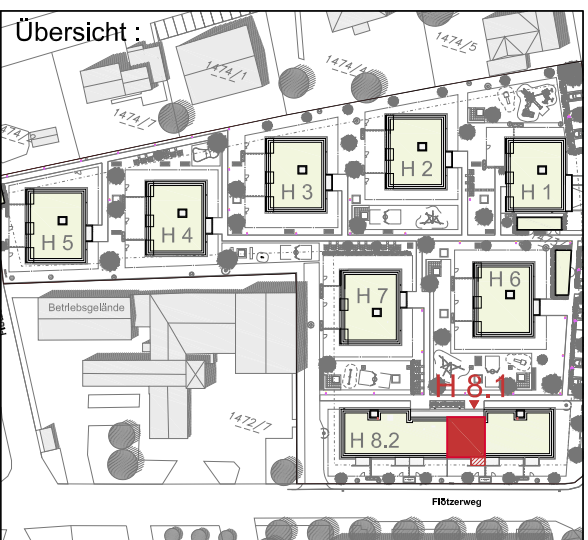 Übersicht :
1474/5
1474/1
1474/4
1474/7
H 2
H 3
H 1
H 4
H 5
H 6
H 7
Betriebsgelände
H 8.1
1472/7
H 8.2
Flötzerweg